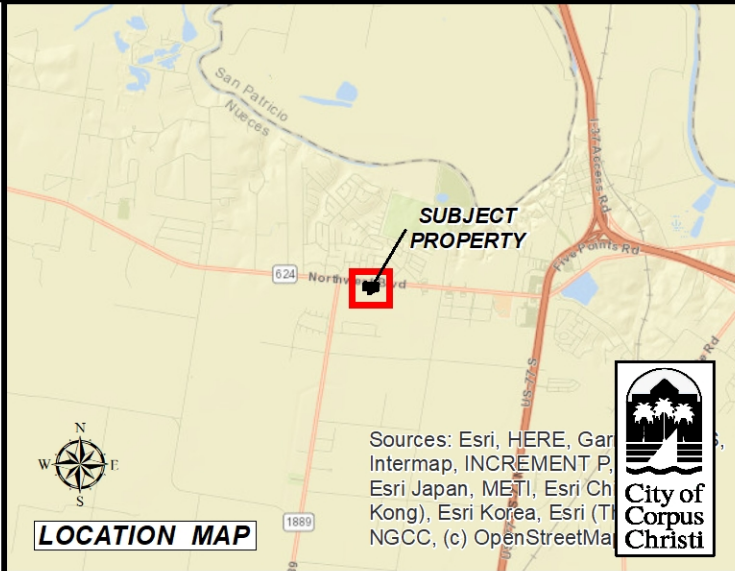 San Patricio
Nueces
I-37 Access Rd
SUBJECT
PROPERTY
Five Points Rd
624
Northwest Blvd
US-77 S
N
W E
S
Sources: Esri, HERE,
Intermap, INCREMENT P,
Esri Japan, METI, Esri
Kong), Esri Korea, Esri
NGCC, (c)
City of
Corpus
Christi
LOCATION MAP
1889